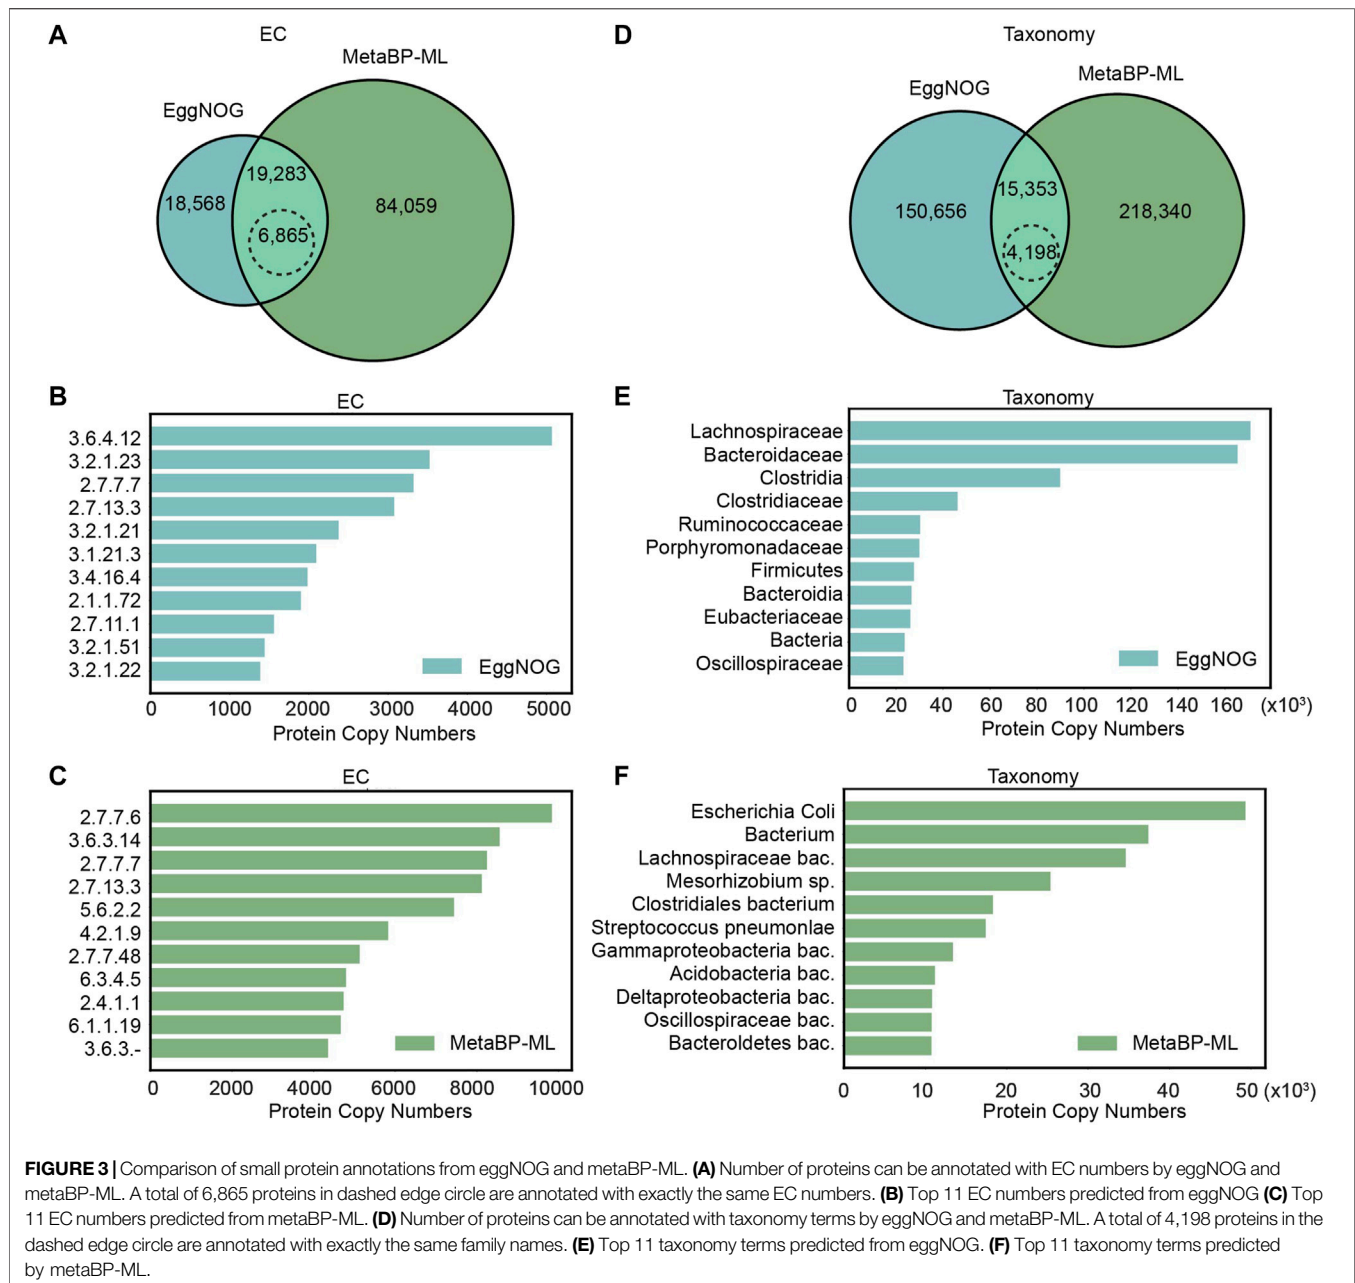 A
EC
MetaBP-ML
EggNOG
19,283
18,568
84,059
6,865
D
Taxonomy
MetaBP-ML
EggNOG
15,353
150,656
218,340
4,198
B
EC
3.6.4.12
3.2.1.23
2.7.7.7
2.7.13.3
3.2.1.21
3.1.21.3
3.4.16.4
2.1.1.72
2.7.11.1
3.2.1.51
3.2.1.22
EggNOG
0 1000 2000 3000 4000 5000
Protein Copy Numbers
E
Taxonomy
Lachnospiraceae
Bacteroidaceae
Clostridia
Clostridiaceae
Ruminococcaceae
Porphyromonadaceae
Firmicutes
Bacteroidia
Eubacteriaceae
Bacteria
Oscillospiraceae
EggNOG
0 20 40 60 80 100 120 140 160 (x10³)
Protein Copy Numbers
C
EC
2.7.7.6
3.6.3.14
2.7.7.7
2.7.13.3
5.6.2.2
4.2.1.9
2.7.7.48
6.3.4.5
2.4.1.1
6.1.1.19
3.6.3.-
MetaBP-ML
0 2000 4000 6000 8000 10000
Protein Copy Numbers
F
Taxonomy
Escherichia Coli
Bacterium
Lachnospiraceae bac.
Mesorhizobium sp.
Clostridiales bacterium
Streptococcus pneumonlae
Gammaproteobacteria bac.
Acidobacteria bac.
Deltaproteobacteria bac.
Oscillospiraceae bac.
Bacteroldetes bac.
MetaBP-ML
0 10 20 30 40 50 (x10³)
Protein Copy Numbers
FIGURE 3 | Comparison of small protein annotations from eggNOG and metaBP-ML. (A) Number of proteins can be annotated with EC numbers by eggNOG and
metaBP-ML. A total of 6,865 proteins in dashed edge circle are annotated with exactly the same EC numbers. (B) Top 11 EC numbers predicted from eggNOG (C) Top
11 EC numbers predicted from metaBP-ML. (D) Number of proteins can be annotated with taxonomy terms by eggNOG and metaBP-ML. A total of 4,198 proteins in the
dashed edge circle are annotated with exactly the same family names. (E) Top 11 taxonomy terms predicted from eggNOG. (F) Top 11 taxonomy terms predicted
by metaBP-ML.